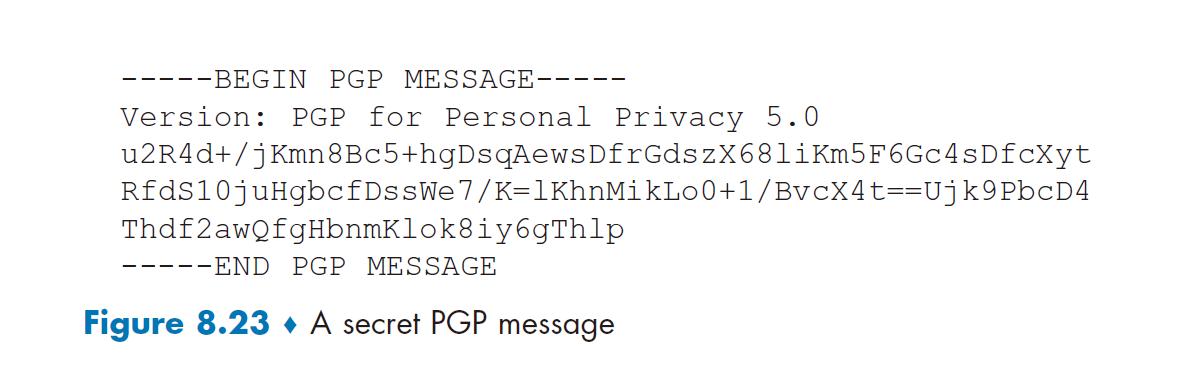 -----BEGIN PGP MESSAGE-----
Version: PGP for Personal Privacy 5.0
u2R4d+/jKmn8Bc5+hgDsqAewsDfrGdszX68liKm5F6Gc4sDfcXyt
RfdS10juHgbcfDssWe7/K=lKhnMikLo0+1/BvcX4t==Ujk9PbcD4
Thdf2awQfgHbnmKlok8iy6gThlp
-----END PGP MESSAGE
Figure 8.23 ♦ A secret PGP message